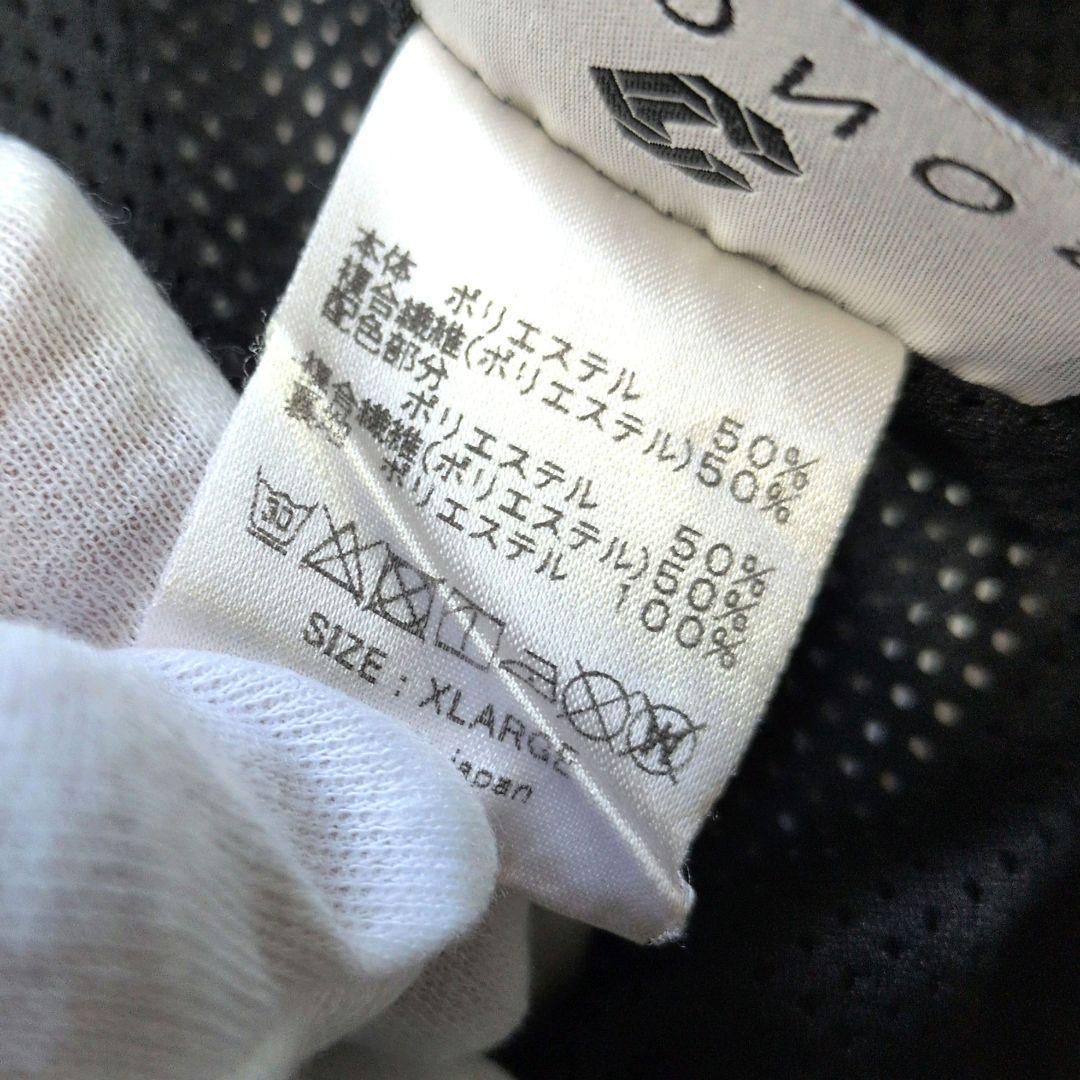 ONO
本体 ポリエステル 50%
複合繊維(ポリエステル)50%
配色部分 ポリエステル 50%
複合繊維(ポリエステル)50%
ポリエステル 100%
30
SIZE : XLARGE
Japan